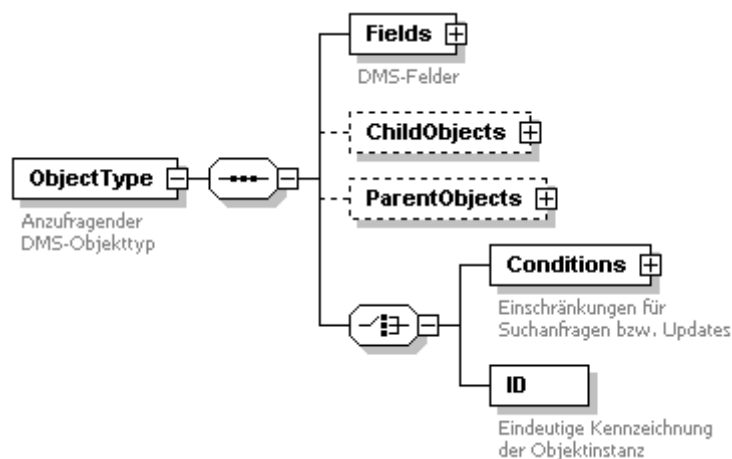 Fields
DMS-Felder
ChildObjects
ObjectType
Anzufragender
DMS-Objekttyp
ParentObjects
Conditions
Einschränkungen für
Suchanfragen bzw. Updates
ID
Eindeutige Kennzeichnung
der Objektinstanz